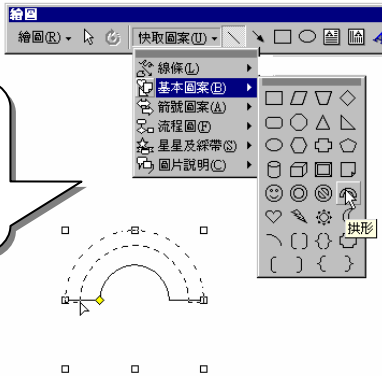 繪圖
繪圖(R) 快取圖案(U)
線條(L)
基本圖案(B)
箭號圖案(A)
流程圖(F)
星星及綵帶(S)
圖片說明(C)
拱形